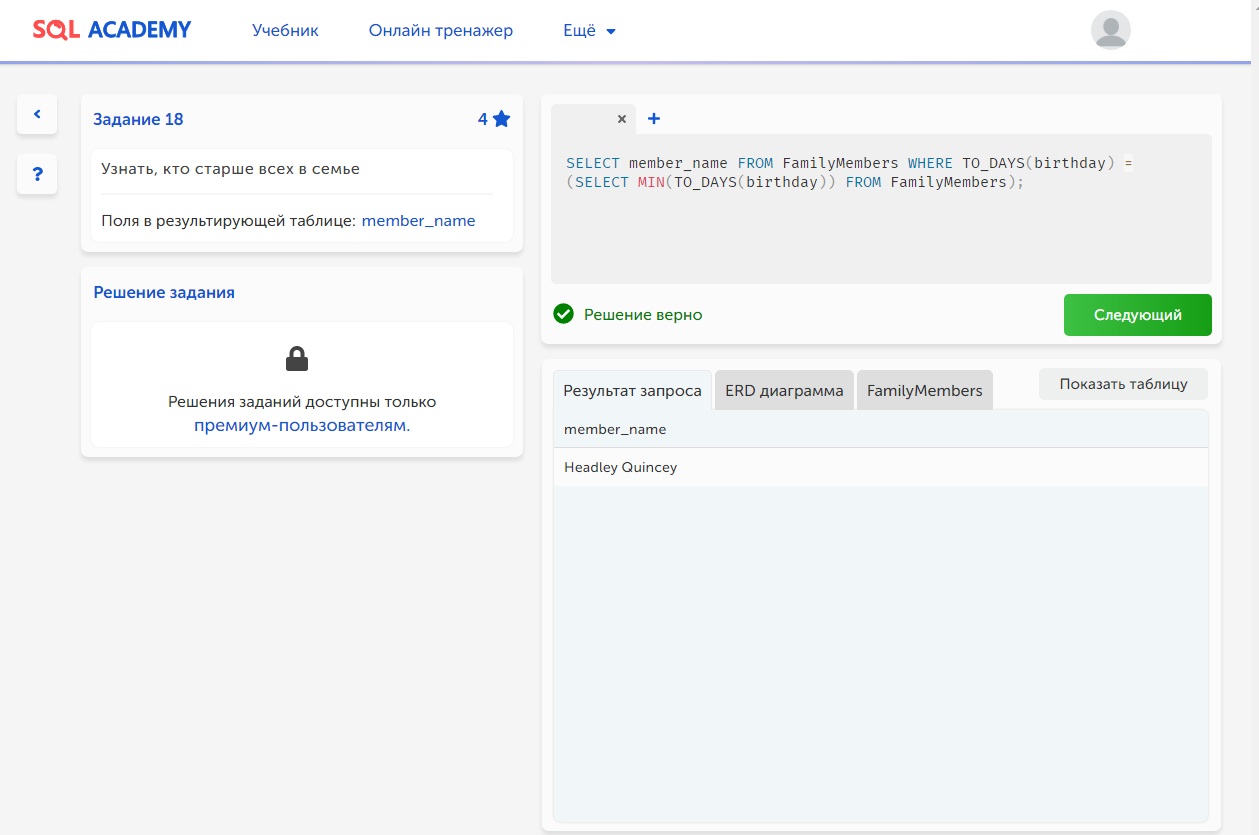 SQL ACADEMY
Учебник
Онлайн тренажер
Ещё
Задание 18
4
Узнать, кто старше всех в семье
Поля в результирующей таблице: member_name
Решение задания
Решения заданий доступны только
премиум-пользователям.
SELECT member_name FROM FamilyMembers WHERE TO_DAYS(birthday) =
(SELECT MIN(TO_DAYS(birthday)) FROM FamilyMembers);
Решение верно
Следующий
Результат запроса
ERD диаграмма
FamilyMembers
Показать таблицу
member_name
Headley Quincey